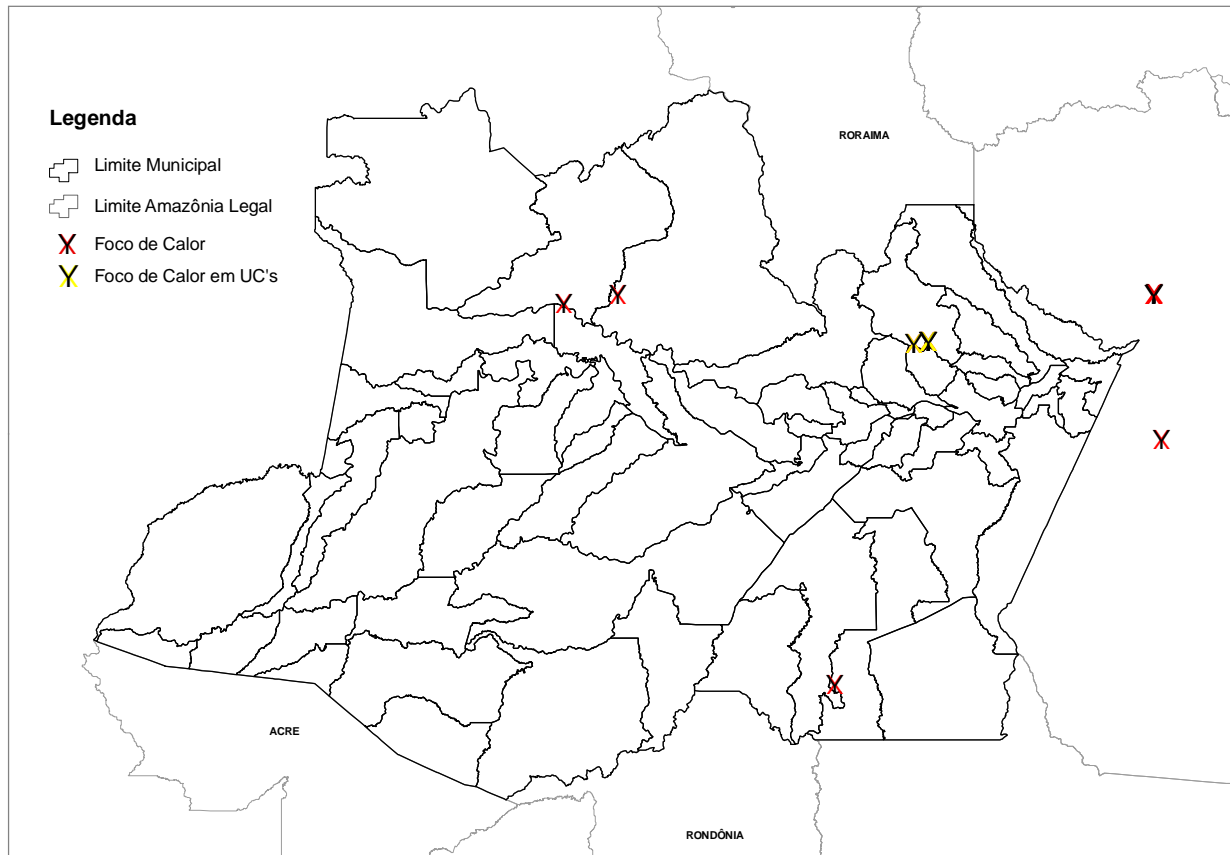 Legenda
Limite Municipal
Limite Amazônia Legal
Foco de Calor
Foco de Calor em UC's
RORAIMA
ACRE
RONDÔNIA